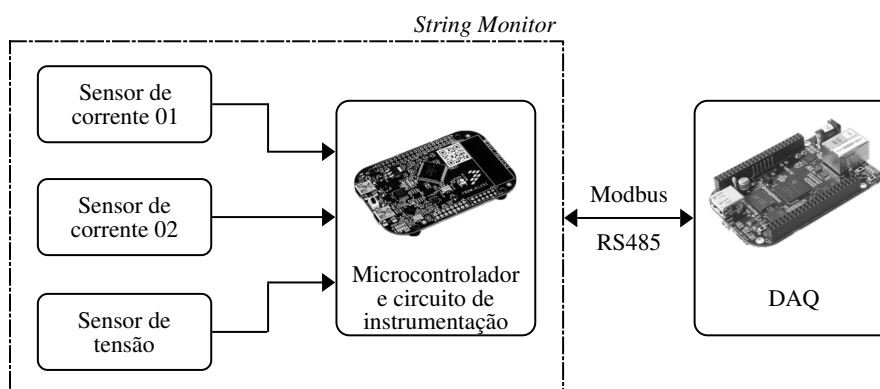 String Monitor
Sensor de
corrente 01
Sensor de
corrente 02
Sensor de
tensão
Microcontrolador
e circuito de
instrumentação
Modbus
RS485
DAQ